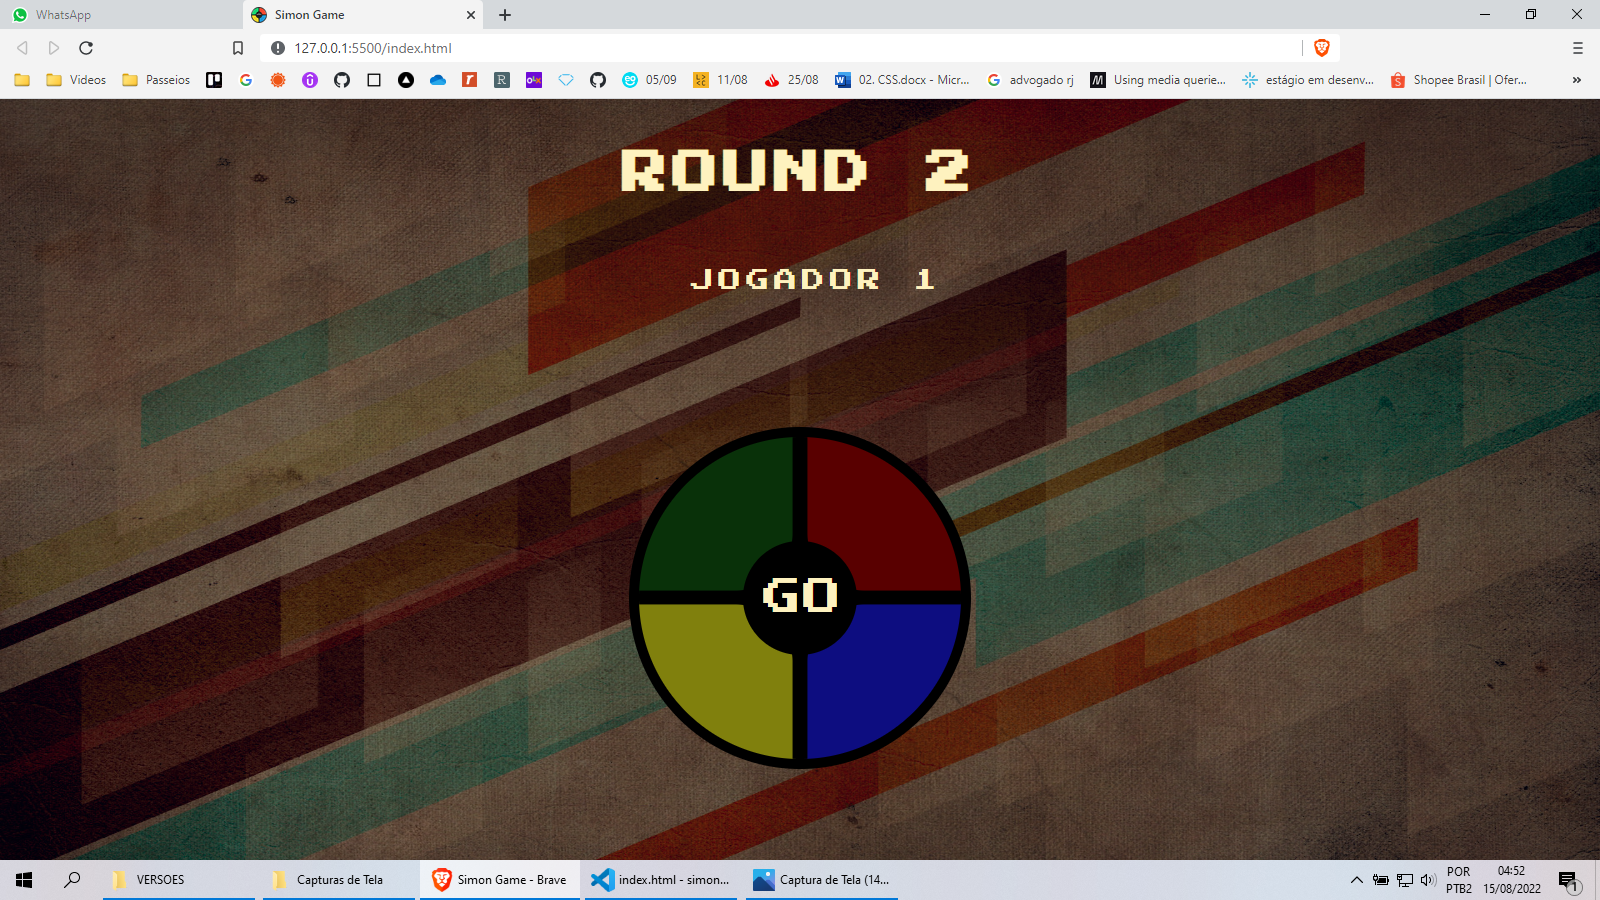 WhatsApp
Simon Game
127.0.0.1:5500/index.html
Videos
Passeios
05/09
11/08
25/08
02. CSS.docx - Micr...
advogado rj
Using media querie...
estágio em desenv...
Shopee Brasil | Ofer...
»
ROUND 2
JOGADOR 1
GO
VERSOES
Capturas de Tela
Simon Game - Brave
index.html - simon...
Captura de Tela (14...
POR
PTB2
04:52
15/08/2022
1